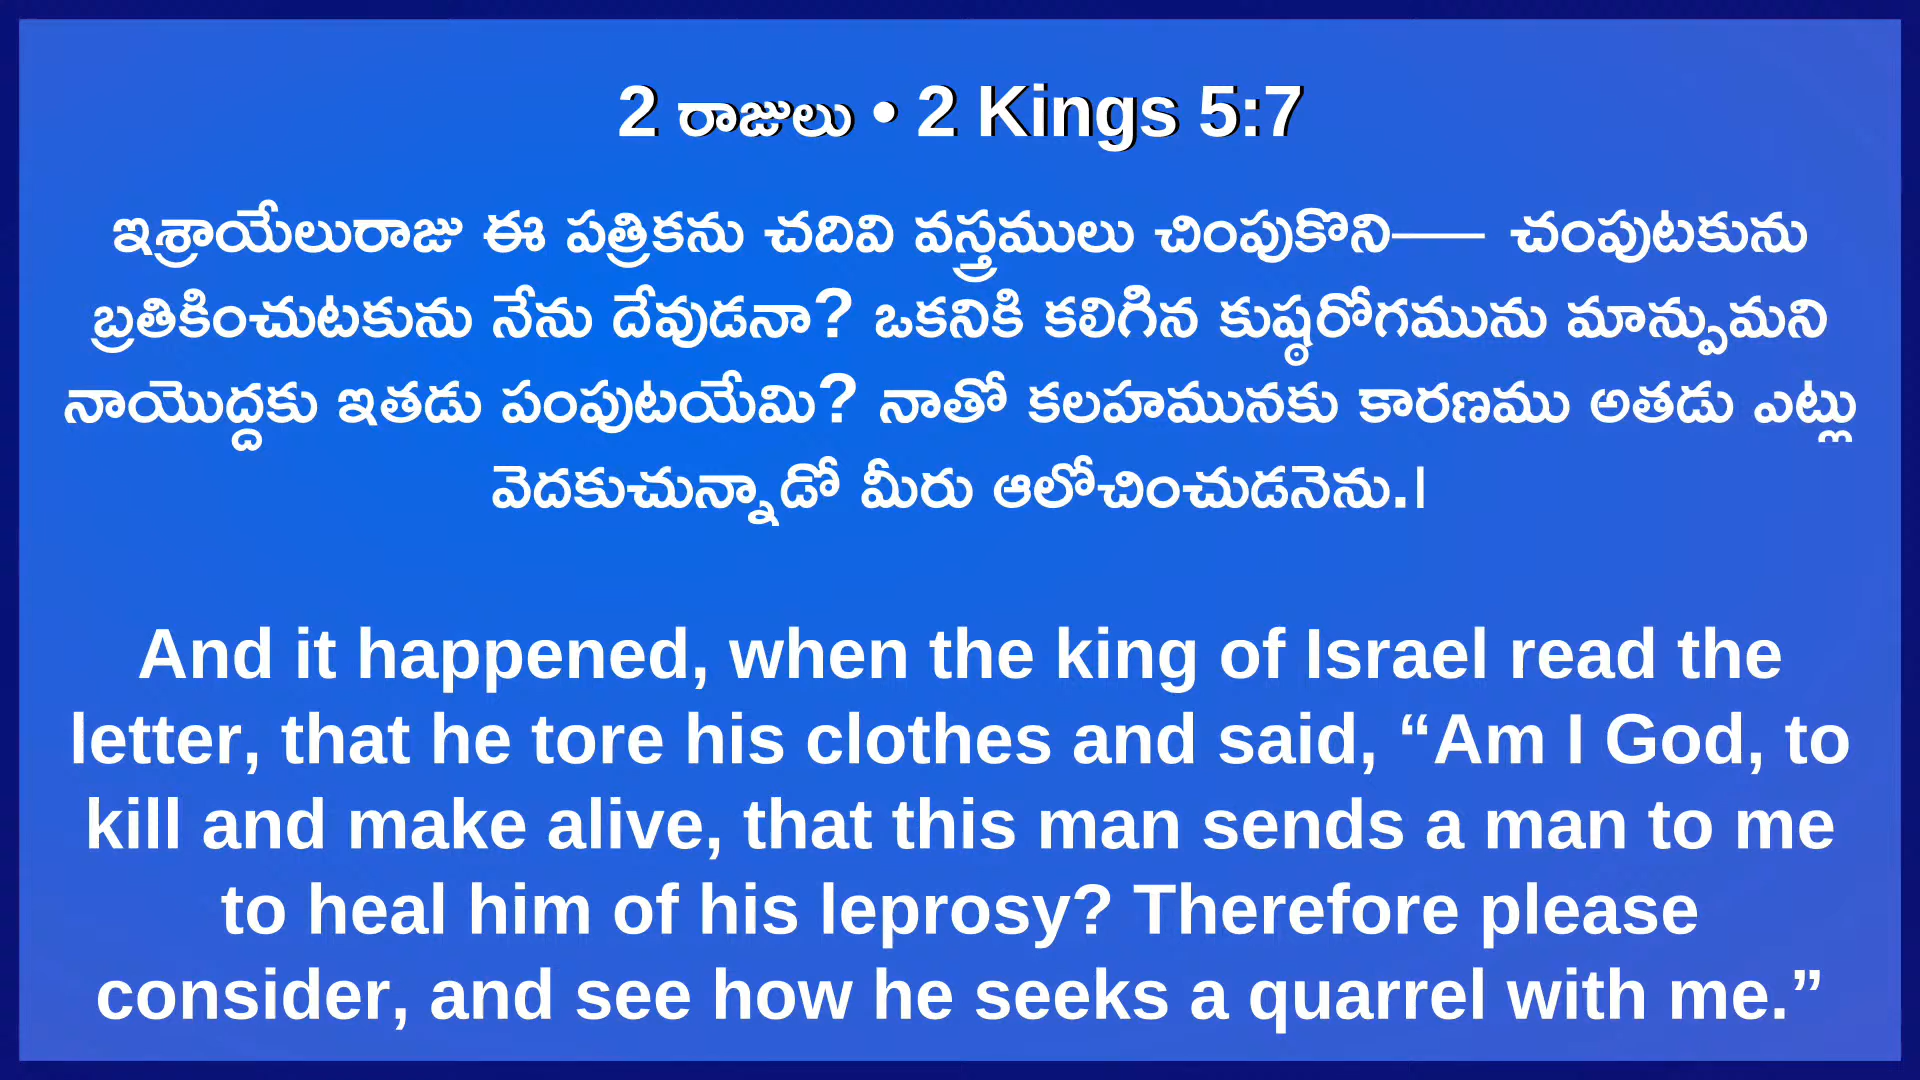 2 రాజులు • 2 Kings 5:7
ఇశ్రాయేలురాజు ఈ పత్రికను చదివి వస్త్రములు చింపుకొని–– చంపుటకును
బ్రతికించుటకును నేను దేవుడనా? ఒకనికి కలిగిన కుష్ఠరోగమును మాన్పుమని
నాయొద్దకు ఇతడు పంపుటయేమి? నాతో కలహమునకు కారణము అతడు ఎట్లు
వెదకుచున్నాడో మీరు ఆలోచించుడనెను.|
And it happened, when the king of Israel read the
letter, that he tore his clothes and said, “Am I God, to
kill and make alive, that this man sends a man to me
to heal him of his leprosy? Therefore please
consider, and see how he seeks a quarrel with me.”